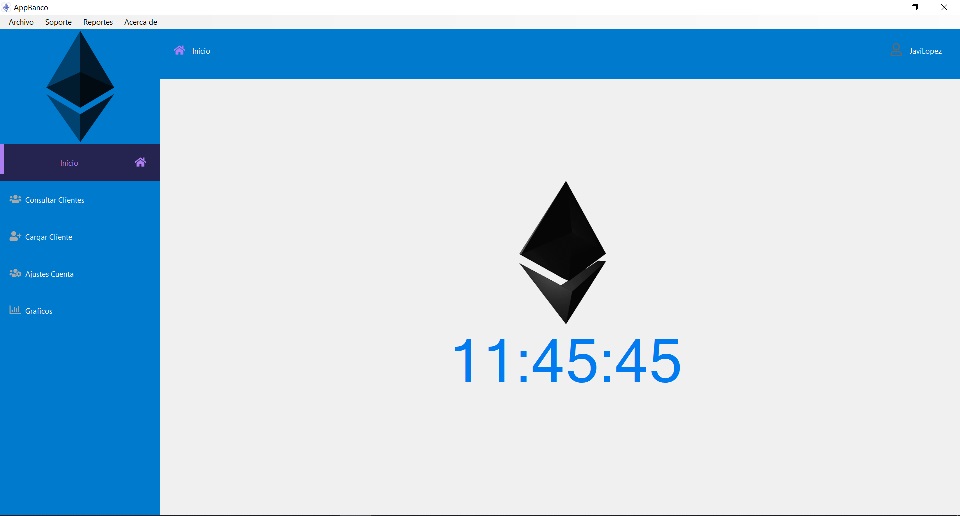 AppBanco
Archivo Soporte Reportes Acerca de
Inicio
JaviLopez
Inicio
Consultar Clientes
Cargar Cliente
Ajustes Cuenta
Graficos
11:45:45